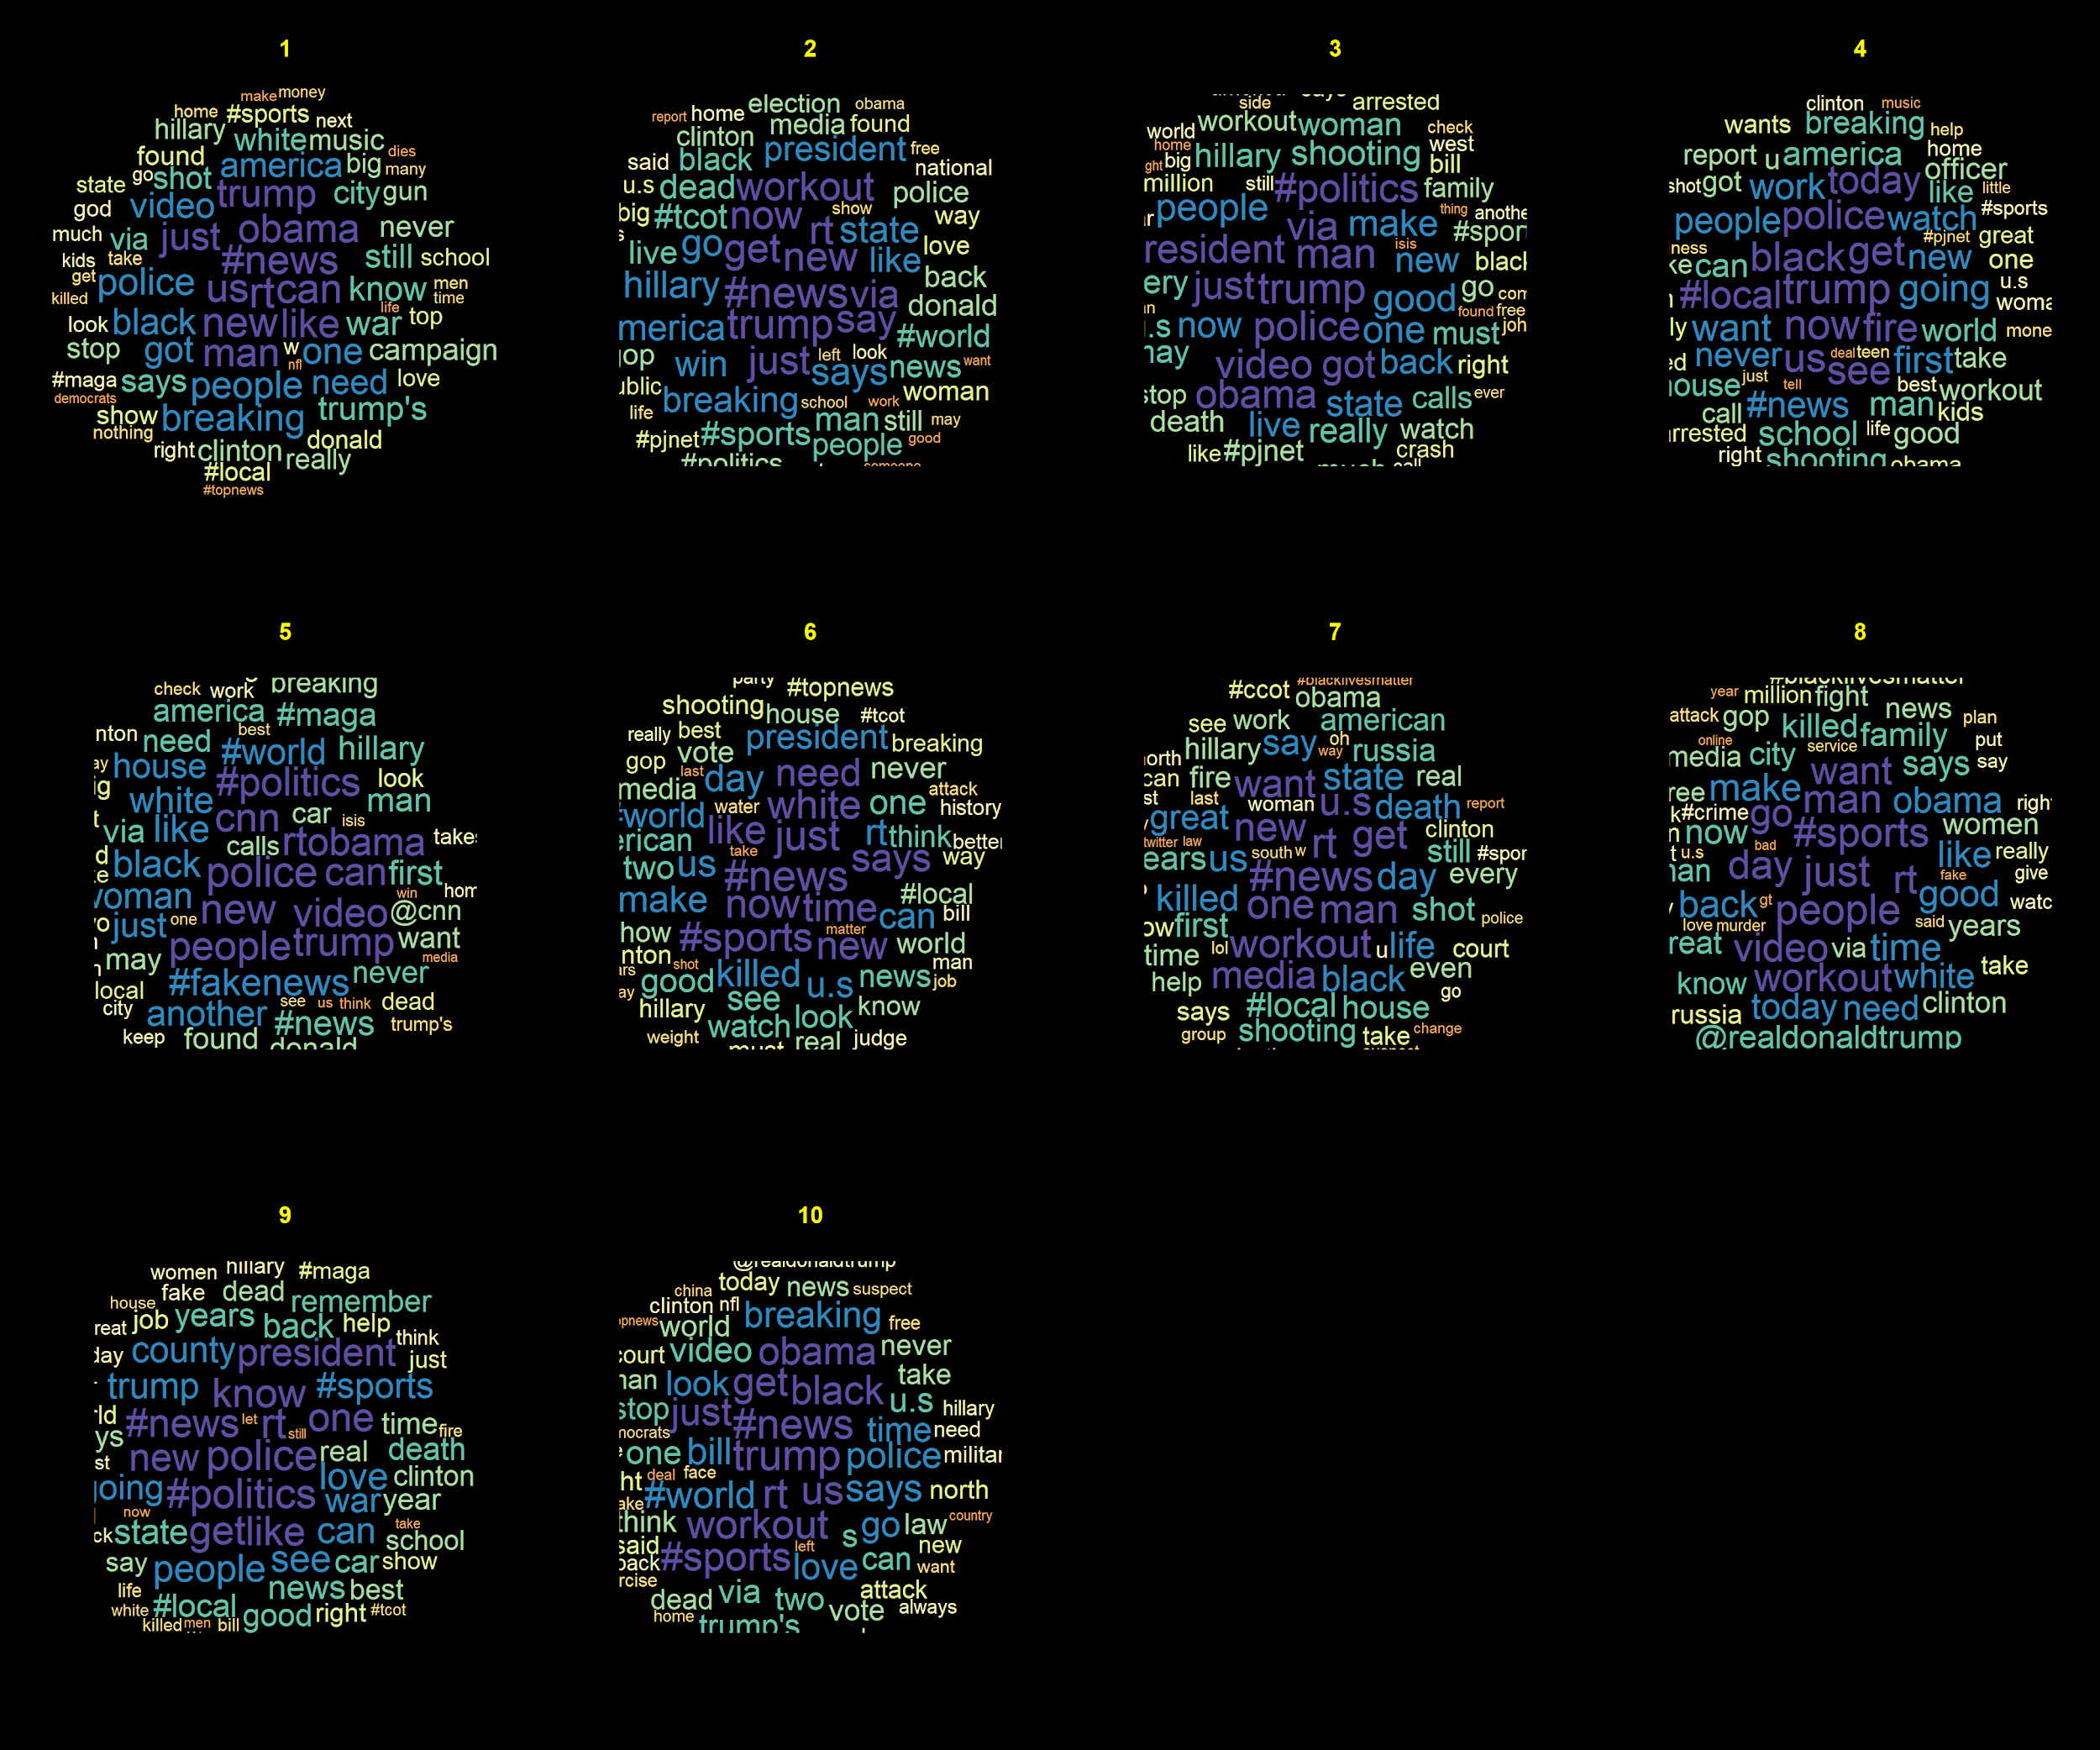 1
make money
home #sports next
hillary white music
found america big dies
many
state go shot trump city gun
god video
much via just obama never
kids take #news still school
get police us rt can know men
killed life time
look black new like war top
stop got man w one campaign
nfl
#maga says people need love
democrats
show breaking trump's
nothing
right clinton donald
#local really
#topnews
2
election obama
report home media found
clinton
said black president free
national
u.s dead workout police
big #tcot now rt show way
state
live go get new like love
back
hillary #news via donald
trump say #world
win just left look news want
says
breaking school work woman
life man still may
#pjnet #sports people good
#politics
3
side arrested
world workout woman check
home west
big hillary shooting bill
million still #politics family
people via make thing
man isis new
just trump good go
found free
now police one must
video got back right
obama state calls ever
death live really watch
like #pjnet crash
4
clinton music
wants breaking help
report u america home
officer
got work today like little
people police watch #sports
#pjnet great
can black get new one
u.s
#local trump going
want now fire world
never us deal teen first take
just tell see best workout
call #news man kids
school life good
right shooting obama
5
breaking
check work
america #maga
best
need #world hillary
house #politics look
white cnn car man
isis
via like calls rt obama
black police can first
win
just one new video @cnn
people trump want
may media
#fakenews never
local see us think dead
city another #news trump's
keep found donald
6
party #topnews
shooting house #tcot
really best president breaking
gop vote
last day need never
media attack
water white one history
like just rt think
two us take says way
#news #local
make now time can bill
#sports matter new world
good shot killed u.s news man
job
hillary see know
weight watch look
must real judge
7
#ccot #blacklivesmatter
obama
see work american
hillary say oh russia
way
fire want state real
last woman u.s death report
great new rt get clinton
twitter law still
us south w #news day every
killed one man shot police
first
time lol workout u life court
help media black even
go
says #local house
group shooting take change
8
#blacklivesmatter
year million fight news
attack gop killed family plan
online service put
media city want says say
make man obama
#crime go #sports women
now bad
u.s day just like really
rt fake give
back gt people good
love murder said years
video via time
know workout white take
russia today need clinton
@realdonaldtrump
9
women hillary #maga
fake dead remember
house
job years back help
think
county president just
trump know #sports
#news let rt still one time fire
new police real death
love clinton
#politics war year
now
state get like can take
school
say people see car show
life news best
white #local good right #tcot
killed men bill
10
@realdonaldtrump
china today news suspect
clinton nfl breaking
world free
video obama never
look get black take
u.s
stop just #news time hillary
need
one bill trump police
deal face
#world rt us says north
think workout s go law country
said #sports left love can new
want
dead via two attack
home trump's vote always